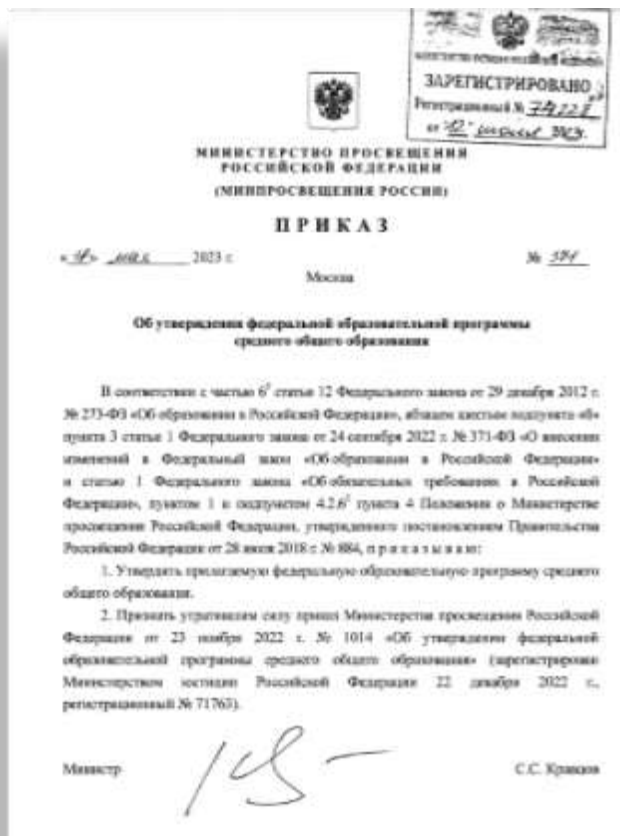 ЗАРЕГИСТРИРОВАНО
Регистрационный № 74228
от "12"
МИНИСТЕРСТВО ПРОСВЕЩЕНИЯ
РОССИЙСКОЙ ФЕДЕРАЦИИ
(МИНПРОСВЕЩЕНИЯ РОССИИ)
ПРИКАЗ
мая 2023 г.
№
Москва
Об утверждении федеральной образовательной программы
среднего общего образования
В соответствии с частью 6⁵ статьи 12 Федерального закона от 29 декабря 2012 г.
№ 273-ФЗ «Об образовании в Российской Федерации», абзацем шестым подпункта «б»
пункта 3 статьи 1 Федерального закона от 24 сентября 2022 г. № 371-ФЗ «О внесении
изменений в Федеральный закон «Об образовании в Российской Федерации»
и статью 1 Федерального закона «Об обязательных требованиях в Российской
Федерации», пунктом 1 и подпунктом 4.2.6 пункта 4 Положения о Министерстве
просвещения Российской Федерации, утвержденного постановлением Правительства
Российской Федерации от 28 июля 2018 г. № 884, п р и к а з ы в а ю:
1. Утвердить прилагаемую федеральную образовательную программу среднего
общего образования.
2. Признать утратившим силу приказ Министерства просвещения Российской
Федерации от 23 ноября 2022 г. № 1014 «Об утверждении федеральной
образовательной программы среднего общего образования» (зарегистрирован
Министерством юстиции Российской Федерации 22 декабря 2022 г.,
регистрационный № 71763).
Министр
С.С. Кравцов